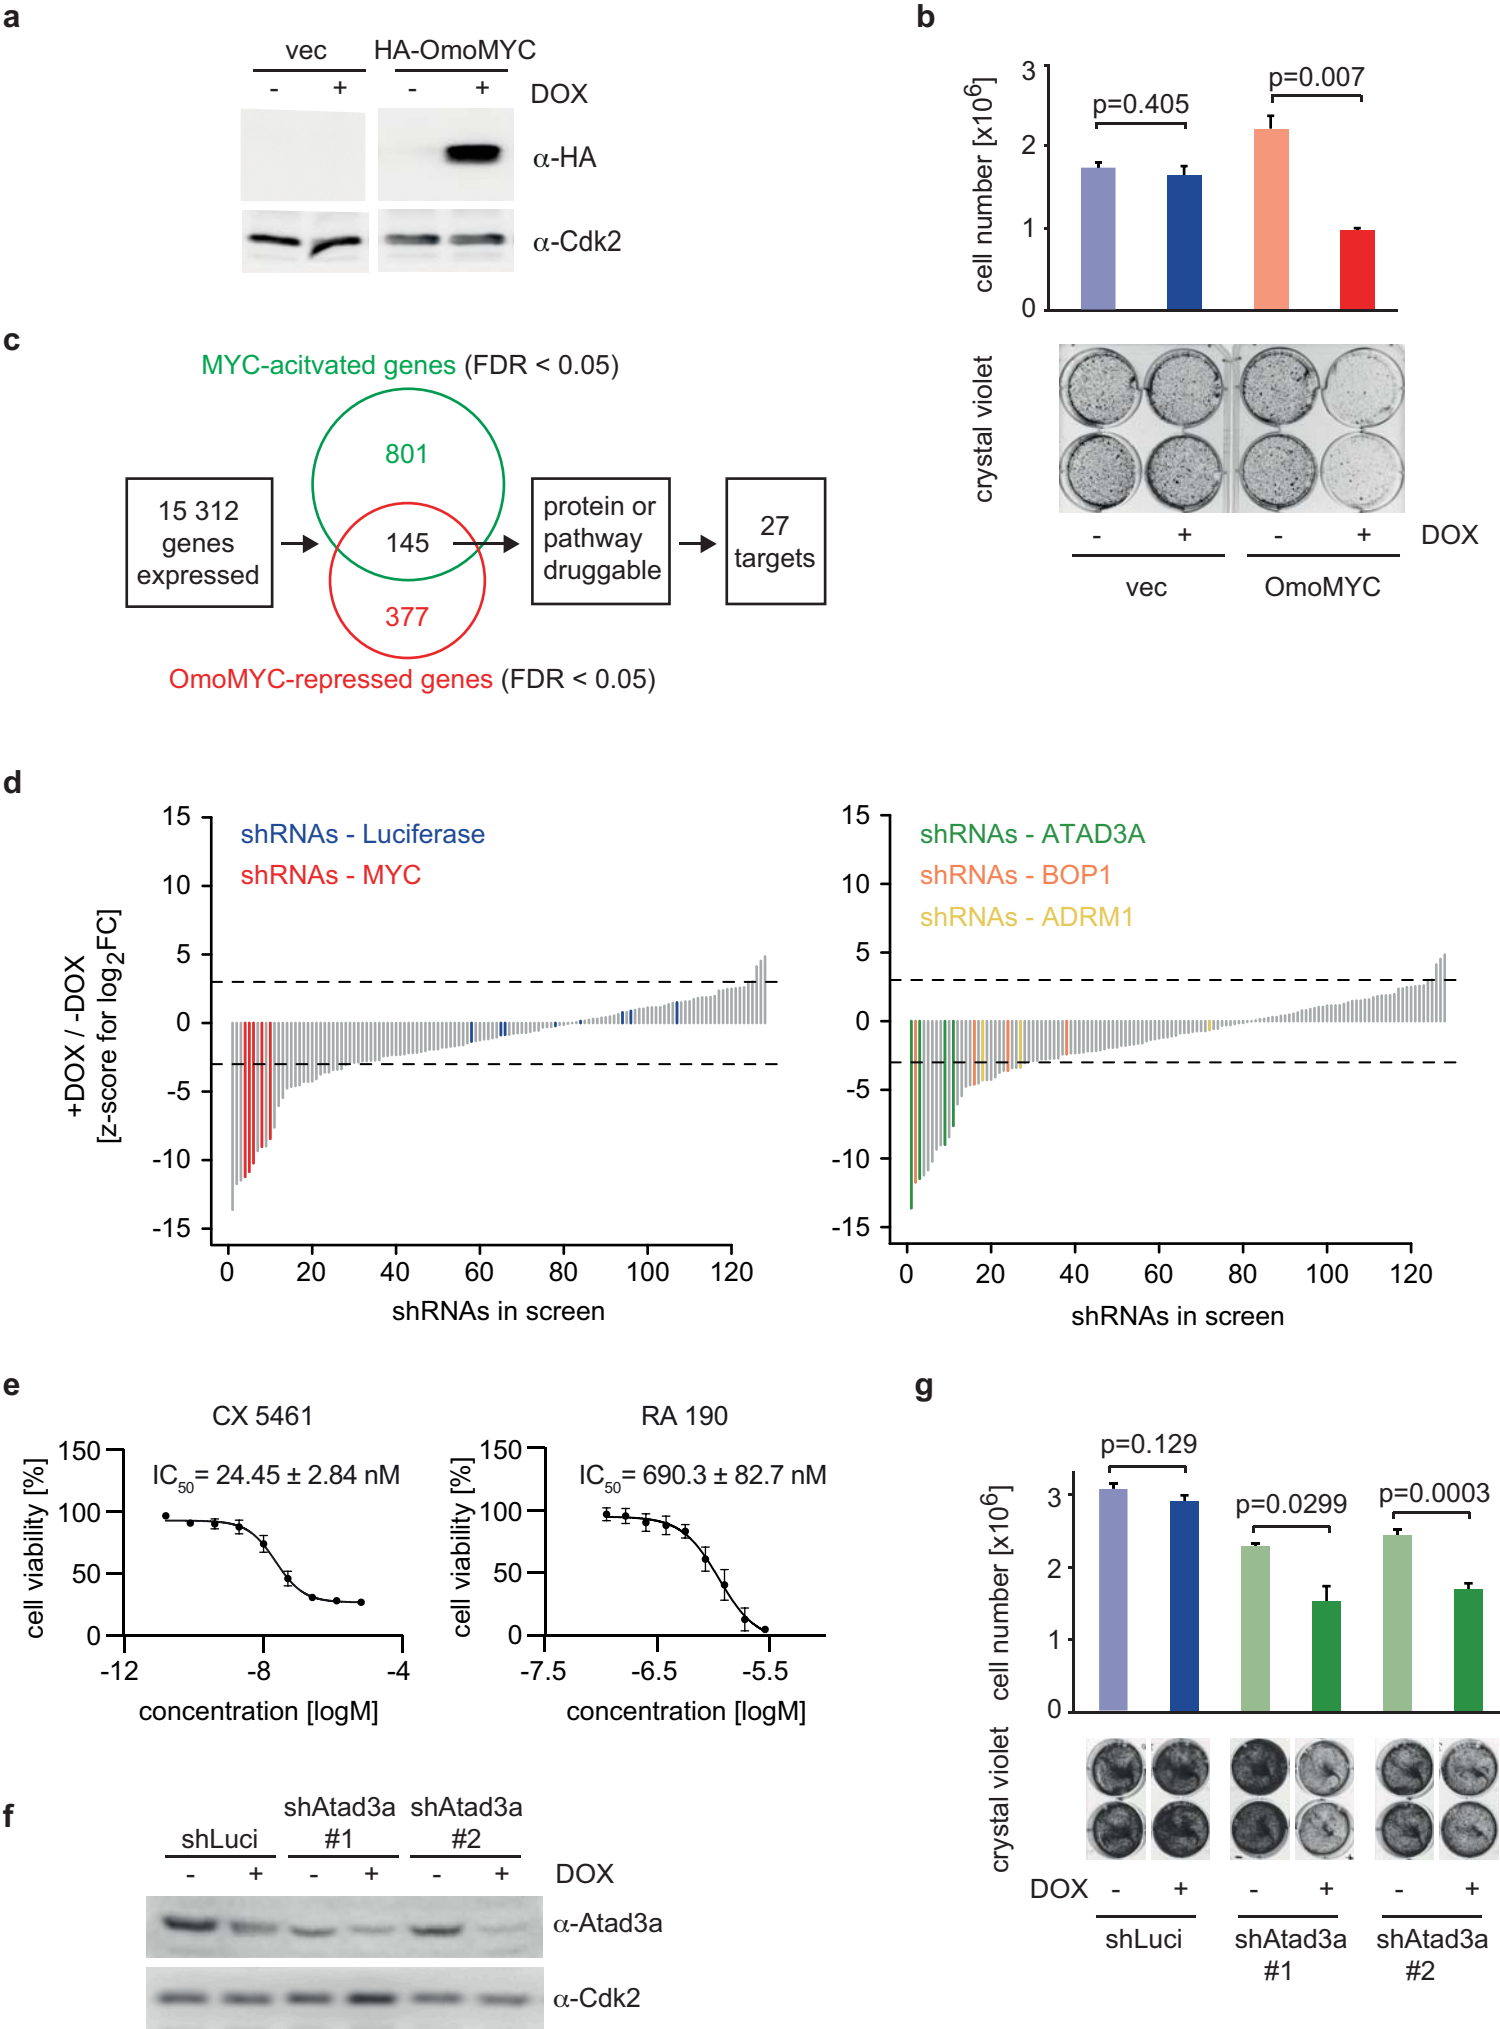 a
vec HA-OmoMYC
- + - + DOX
α-HA
α-Cdk2
b
cell number [x10⁶]
3
2
1
0
p=0.405
p=0.007
crystal violet
- + - + DOX
vec OmoMYC
c
MYC-acitvated genes (FDR < 0.05)
801
15 312
genes
expressed
145
protein or
pathway
druggable
27
targets
377
OmoMYC-repressed genes (FDR < 0.05)
d
+DOX / -DOX
[z-score for log₂FC]
15
10
5
0
-5
-10
-15
shRNAs - Luciferase
shRNAs - MYC
0 20 40 60 80 100 120
shRNAs in screen
15
10
5
0
-5
-10
-15
shRNAs - ATAD3A
shRNAs - BOP1
shRNAs - ADRM1
0 20 40 60 80 100 120
shRNAs in screen
e
CX 5461
cell viability [%]
150
100
50
0
IC₅₀= 24.45 ± 2.84 nM
-12 -8 -4
concentration [logM]
RA 190
cell viability [%]
150
100
50
0
IC₅₀= 690.3 ± 82.7 nM
-7.5 -6.5 -5.5
concentration [logM]
f
shLuci shAtad3a #1 shAtad3a #2
- + - + - + DOX
α-Atad3a
α-Cdk2
g
cell number [x10⁶]
3
2
1
0
p=0.129
p=0.0299
p=0.0003
crystal violet
DOX - + - + - +
shLuci shAtad3a shAtad3a
#1 #2